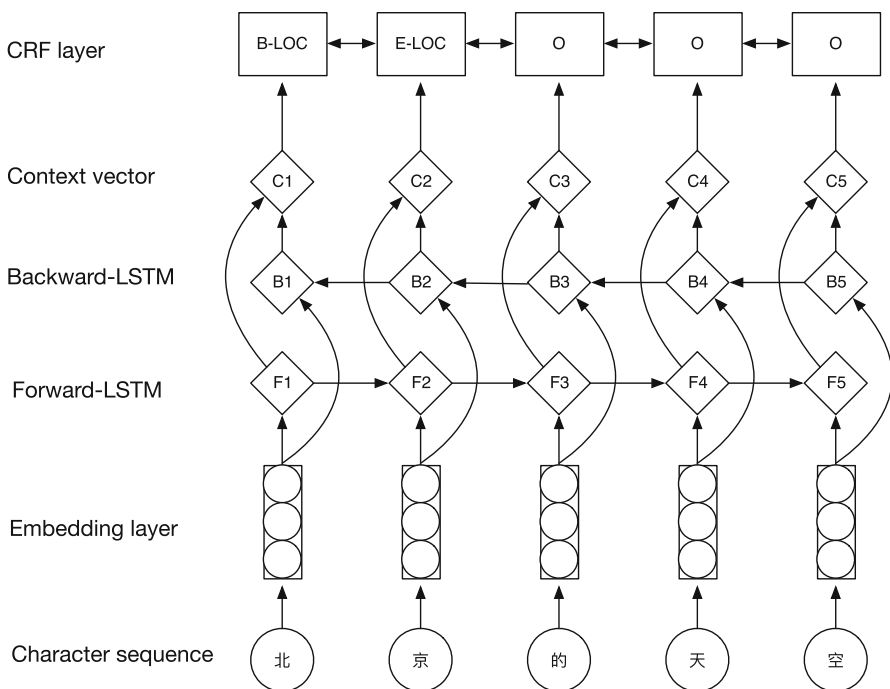 CRF layer B-LOC E-LOC O O O
Context vector C1 C2 C3 C4 C5
Backward-LSTM B1 B2 B3 B4 B5
Forward-LSTM F1 F2 F3 F4 F5
Embedding layer
Character sequence 北 京 的 天 空